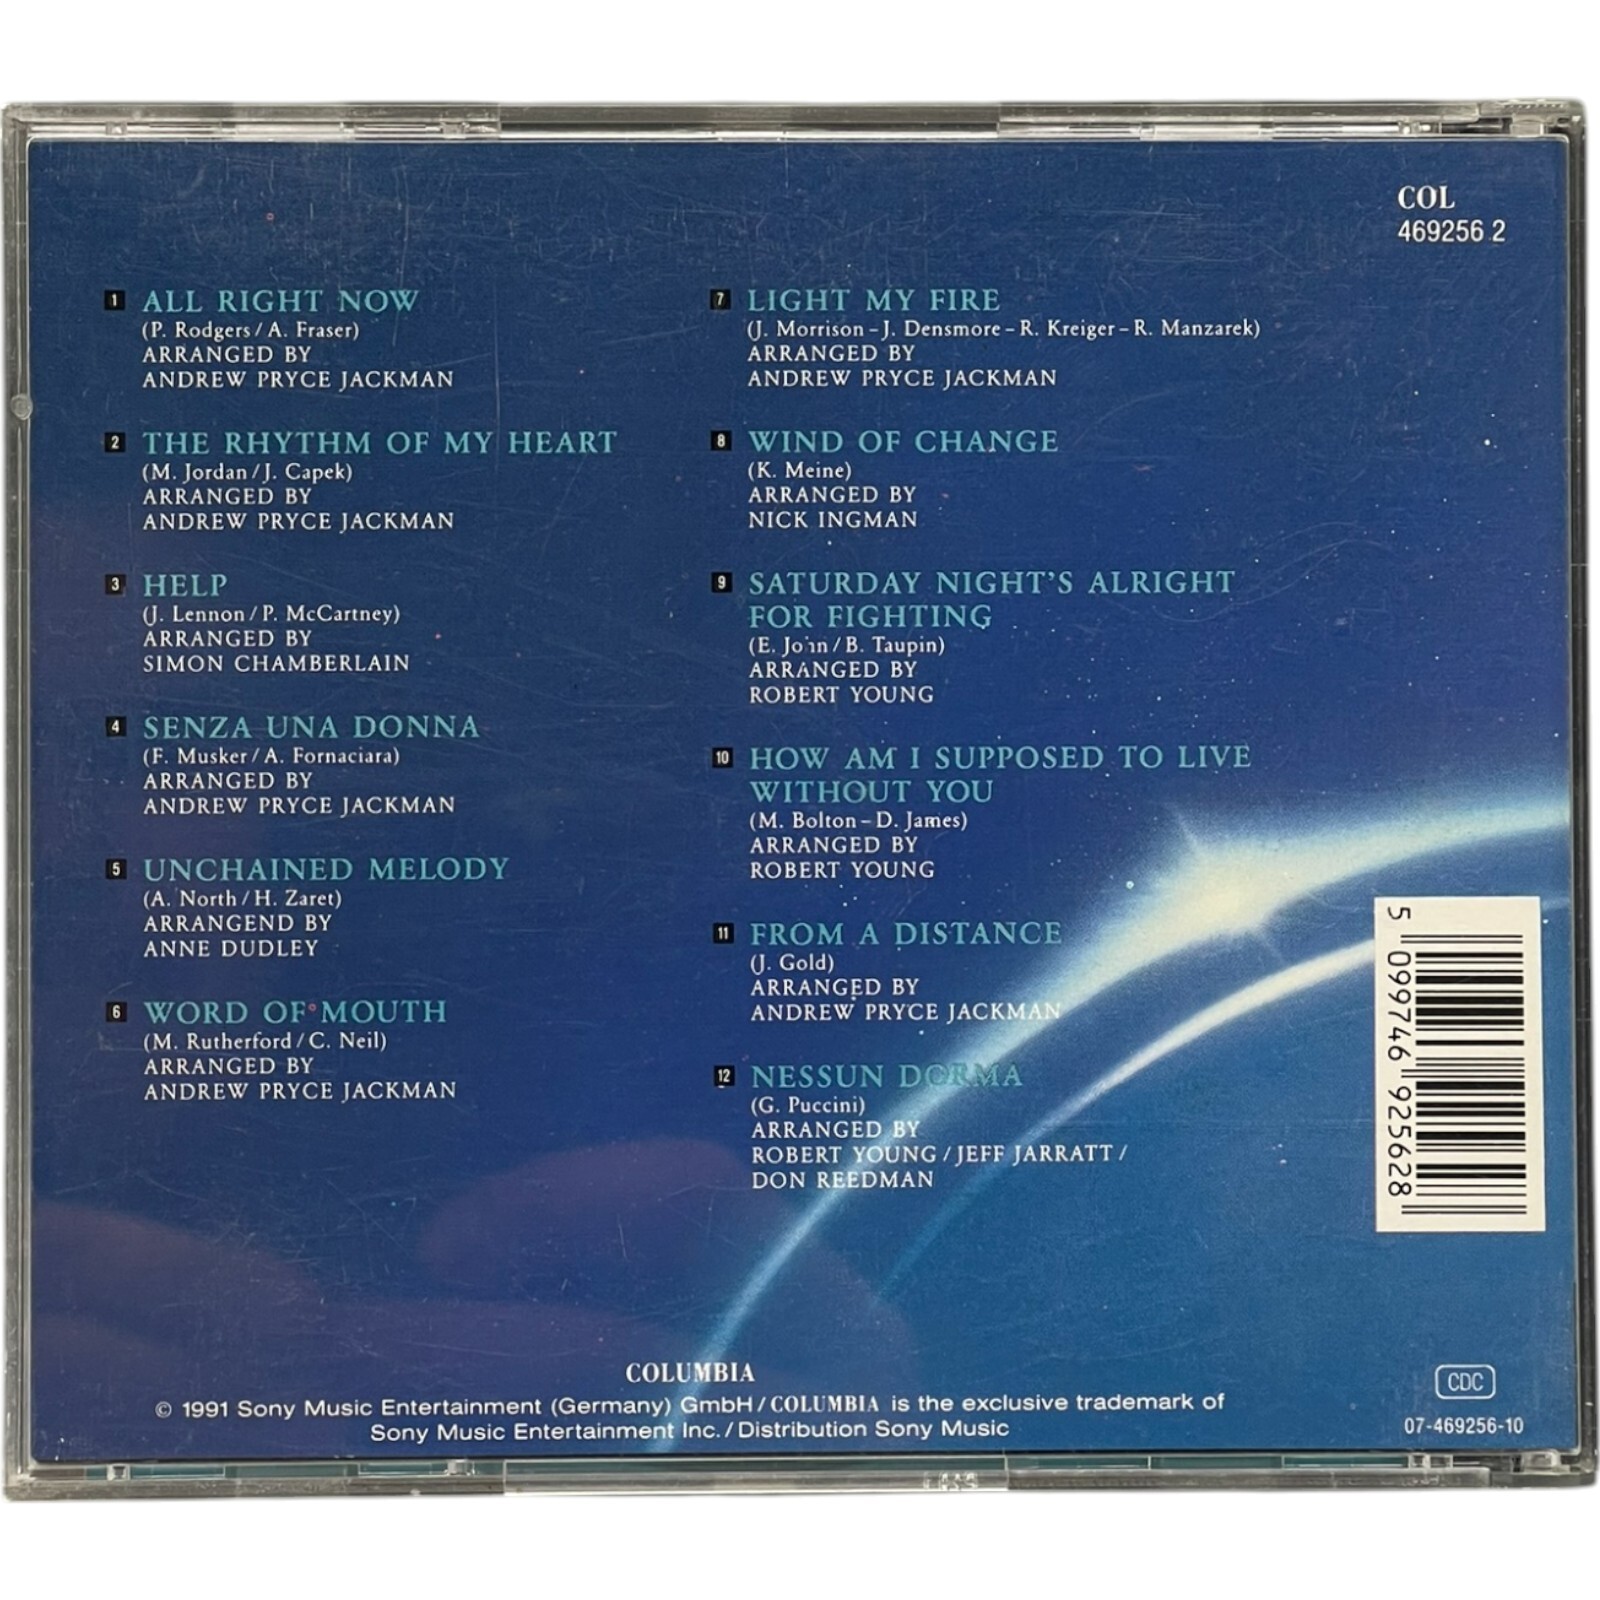 COL
469256 2
1 ALL RIGHT NOW
(P. Rodgers / A. Fraser)
ARRANGED BY
ANDREW PRYCE JACKMAN
2 THE RHYTHM OF MY HEART
(M. Jordan / J. Capek)
ARRANGED BY
ANDREW PRYCE JACKMAN
3 HELP
(J. Lennon / P. McCartney)
ARRANGED BY
SIMON CHAMBERLAIN
4 SENZA UNA DONNA
(F. Musker / A. Fornaciara)
ARRANGED BY
ANDREW PRYCE JACKMAN
5 UNCHAINED MELODY
(A. North / H. Zaret)
ARRANGEND BY
ANNE DUDLEY
6 WORD OF MOUTH
(M. Rutherford / C. Neil)
ARRANGED BY
ANDREW PRYCE JACKMAN
7 LIGHT MY FIRE
(J. Morrison – J. Densmore – R. Kreiger – R. Manzarek)
ARRANGED BY
ANDREW PRYCE JACKMAN
8 WIND OF CHANGE
(K. Meine)
ARRANGED BY
NICK INGMAN
9 SATURDAY NIGHT'S ALRIGHT
FOR FIGHTING
(E. John / B. Taupin)
ARRANGED BY
ROBERT YOUNG
10 HOW AM I SUPPOSED TO LIVE
WITHOUT YOU
(M. Bolton – D. James)
ARRANGED BY
ROBERT YOUNG
11 FROM A DISTANCE
(J. Gold)
ARRANGED BY
ANDREW PRYCE JACKMAN
12 NESSUN DORMA
(G. Puccini)
ARRANGED BY
ROBERT YOUNG / JEFF JARRATT /
DON REEDMAN
5 099746 925628
COLUMBIA
© 1991 Sony Music Entertainment (Germany) GmbH / COLUMBIA is the exclusive trademark of
Sony Music Entertainment Inc. / Distribution Sony Music
CDC
07-469256-10